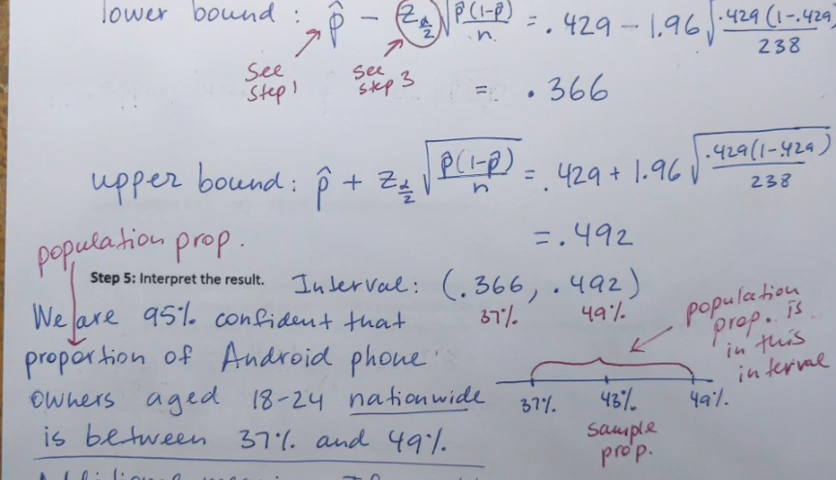 lower bound: p̂ − z_{α/2} √(p̂(1-p̂)/n) = .429 − 1.96 √(.429(1-.429)/238)
See step 1
See step 3
= .366
upper bound: p̂ + z_{α/2} √(p̂(1-p̂)/n) = .429 + 1.96 √(.429(1-.429)/238)
= .492
population prop.
Step 5: Interpret the result. Interval: (.366, .492)
37% 49%
We are 95% confident that
proportion of Android phone
owners aged 18-24 nationwide
is between 37% and 49%.
population
prop. is
in this
interval
37% 43% 49%
sample
prop.